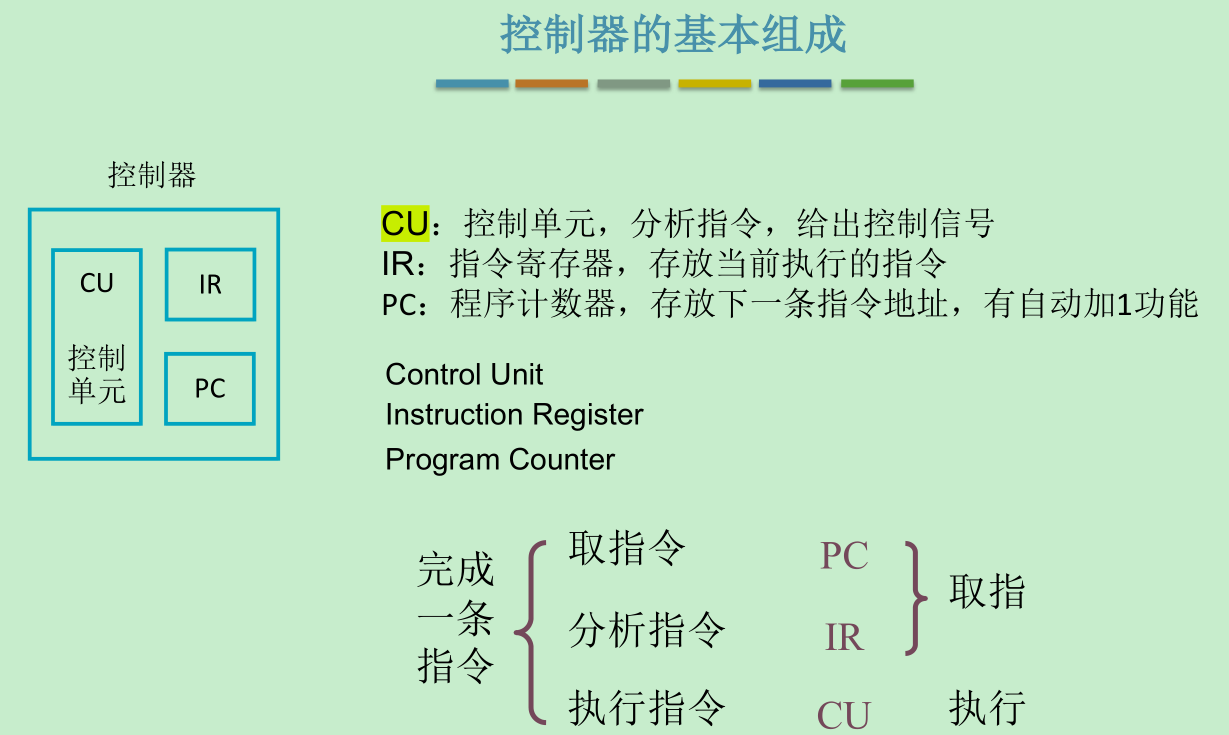 控制器的基本组成
控制器
CU
控制
单元
IR
PC
CU：控制单元，分析指令，给出控制信号
IR：指令寄存器，存放当前执行的指令
PC：程序计数器，存放下一条指令地址，有自动加1功能
Control Unit
Instruction Register
Program Counter
完成
一条
指令
取指令 PC
分析指令 IR
取指
执行指令 CU 执行